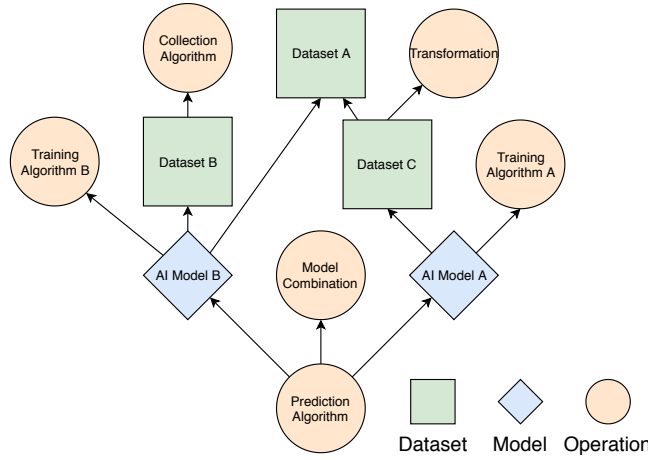 Collection
Algorithm
Dataset A
Transformation
Training
Algorithm B
Dataset B
Dataset C
Training
Algorithm A
AI Model B
Model
Combination
AI Model A
Prediction
Algorithm
Dataset
Model
Operation